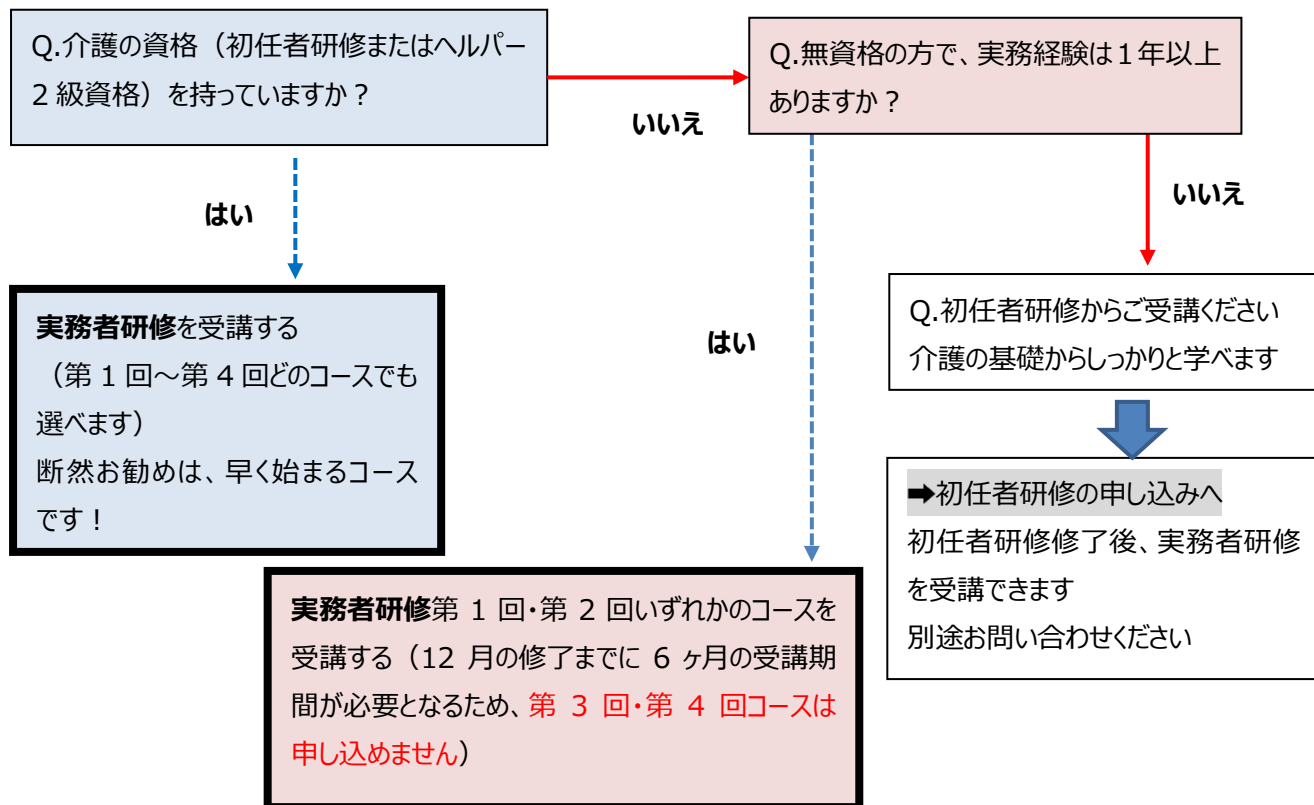 Q.介護の資格（初任者研修またはヘルパー
2 級資格）を持っていますか？
いいえ
Q.無資格の方で、実務経験は１年以上
ありますか？
はい
いいえ
実務者研修を受講する
（第 1 回～第 4 回どのコースでも
選べます）
断然お勧めは、早く始まるコース
です！
はい
Q.初任者研修からご受講ください
介護の基礎からしっかりと学べます
➡初任者研修の申し込みへ
初任者研修修了後、実務者研修
を受講できます
別途お問い合わせください
実務者研修第 1 回・第 2 回いずれかのコースを
受講する（12 月の修了までに 6 ヶ月の受講期
間が必要となるため、第 3 回・第 4 回コースは
申し込めません）